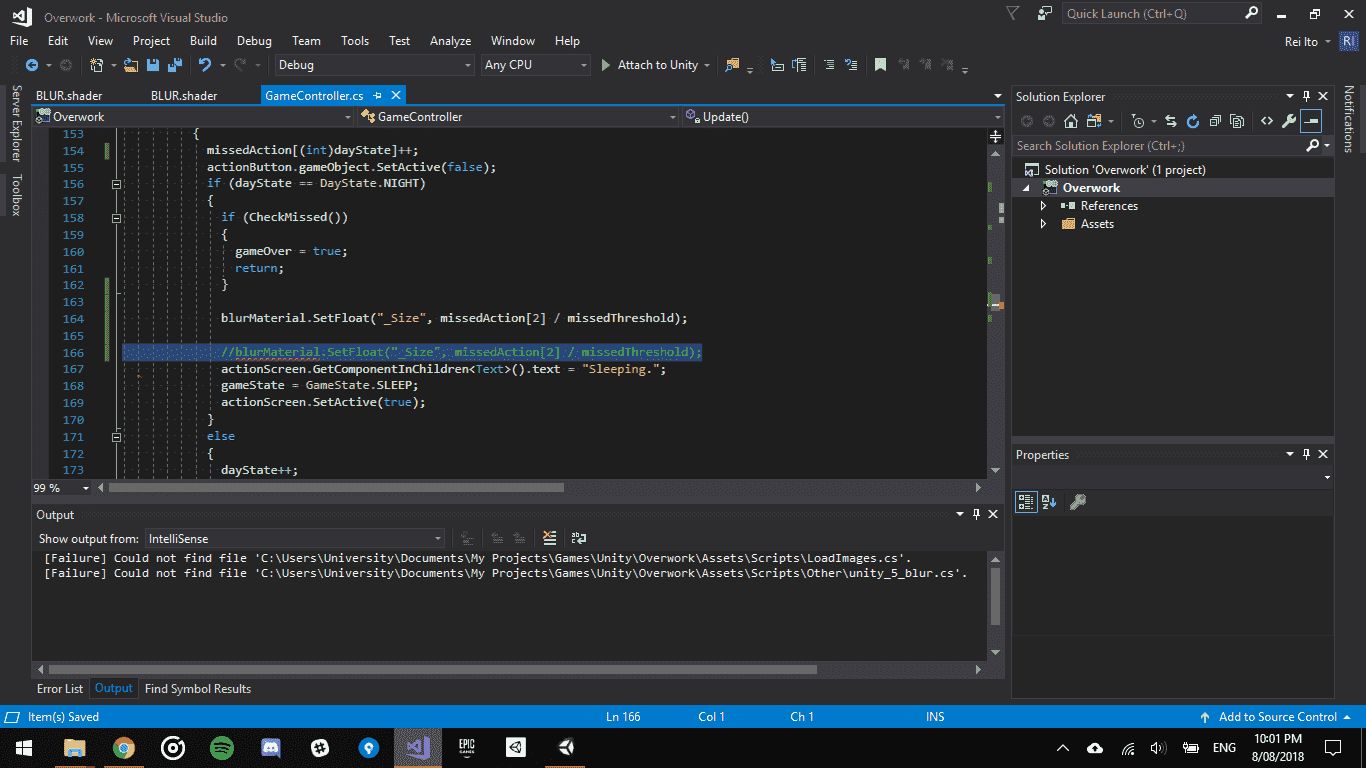 Overwork - Microsoft Visual Studio
Quick Launch (Ctrl+Q)
File Edit View Project Build Debug Team Tools Test Analyze Window Help
Rei Ito RI
Debug Any CPU Attach to Unity
Server Explorer
Toolbox
BLUR.shader BLUR.shader GameController.cs
Overwork GameController Update()
153 {
154 missedAction[(int)dayState]++;
155 actionButton.gameObject.SetActive(false);
156 if (dayState == DayState.NIGHT)
157 {
158 if (CheckMissed())
159 {
160 gameOver = true;
161 return;
162 }
163
164 blurMaterial.SetFloat("_Size", missedAction[2] / missedThreshold);
165
166 //blurMaterial.SetFloat("_Size", missedAction[2] / missedThreshold);
167 actionScreen.GetComponentInChildren<Text>().text = "Sleeping.";
168 gameState = GameState.SLEEP;
169 actionScreen.SetActive(true);
170 }
171 else
172 {
173 dayState++;
99 %
Output
Show output from: IntelliSense
[Failure] Could not find file 'C:\Users\University\Documents\My Projects\Games\Unity\Overwork\Assets\Scripts\LoadImages.cs'.
[Failure] Could not find file 'C:\Users\University\Documents\My Projects\Games\Unity\Overwork\Assets\Scripts\Other\unity_5_blur.cs'.
Error List Output Find Symbol Results
Solution Explorer
Search Solution Explorer (Ctrl+;)
Solution 'Overwork' (1 project)
Overwork
References
Assets
Properties
Notifications
Item(s) Saved Ln 166 Col 1 Ch 1 INS Add to Source Control
EPIC
GAMES
ENG
10:01 PM
8/08/2018